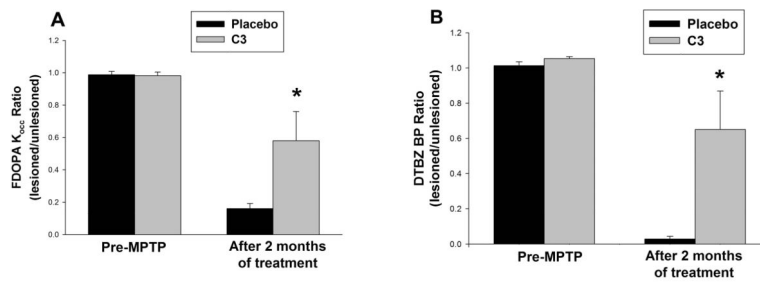 A
Placebo
C3
FDOPA Kocc Ratio
(lesioned/unlesioned)
1.2
1.0
0.8
0.6
0.4
0.2
0.0
*
Pre-MPTP
After 2 months
of treatment
B
Placebo
C3
DTBZ BP Ratio
(lesioned/unlesioned)
1.2
1.0
0.8
0.6
0.4
0.2
0.0
*
Pre-MPTP
After 2 months
of treatment